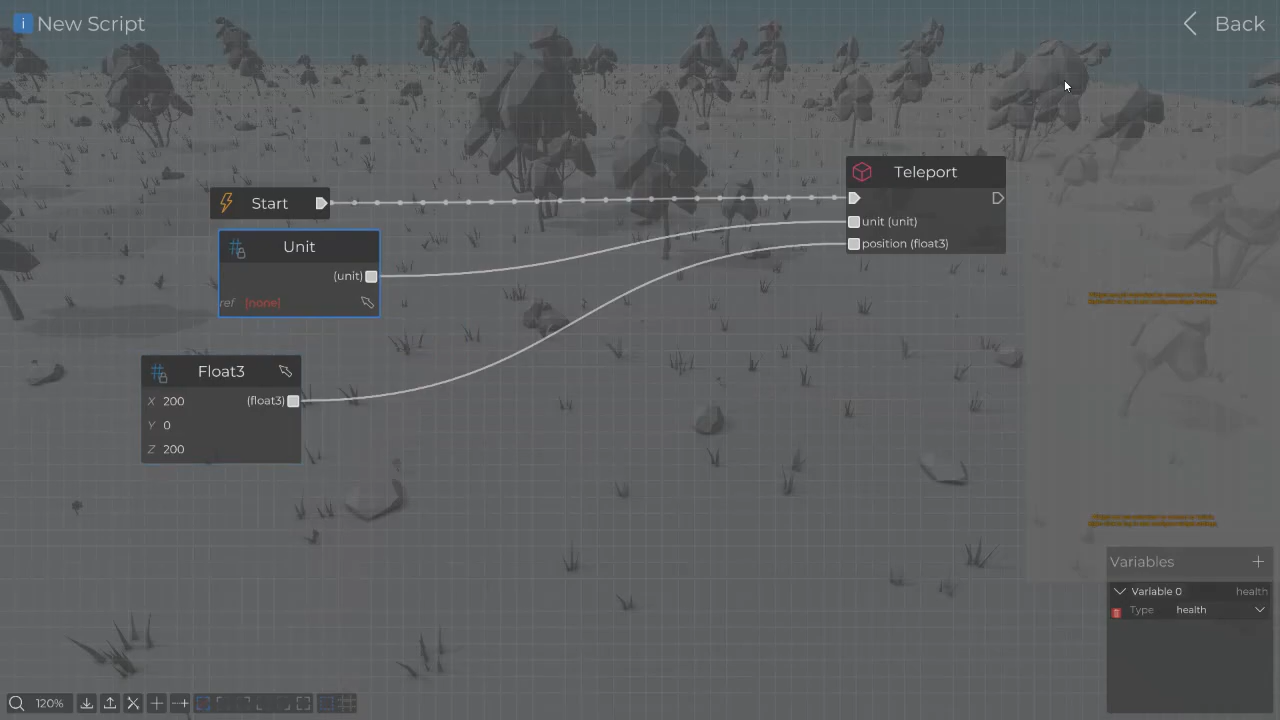 i New Script
Back
Start
Teleport
unit (unit)
position (float3)
Unit
(unit)
ref [none]
Float3
X 200 (float3)
Y 0
Z 200
Variables
Variable 0 health
Type health
120%